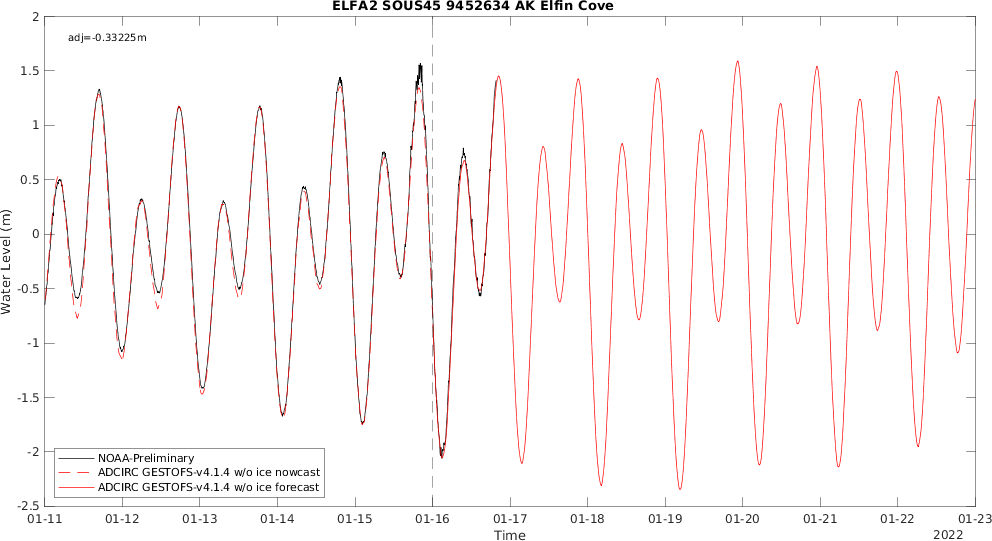 ELFA2 SOUS45 9452634 AK Elfin Cove
adj=-0.33225m
2
1.5
1
0.5
0
-0.5
-1
-1.5
-2
-2.5
Water Level (m)
NOAA-Preliminary
ADCIRC GESTOFS-v4.1.4 w/o ice nowcast
ADCIRC GESTOFS-v4.1.4 w/o ice forecast
01-11 01-12 01-13 01-14 01-15 01-16 01-17 01-18 01-19 01-20 01-21 01-22 01-23
Time
2022